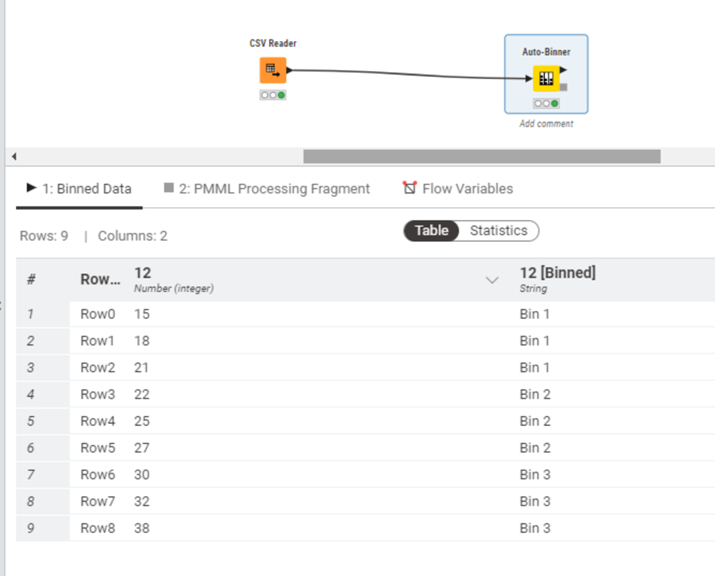 CSV Reader
Auto-Binner
Add comment
1: Binned Data 2: PMML Processing Fragment Flow Variables
Rows: 9 | Columns: 2 Table Statistics
# Row... 12 12 [Binned]
Number (integer) String
1 Row0 15 Bin 1
2 Row1 18 Bin 1
3 Row2 21 Bin 1
4 Row3 22 Bin 2
5 Row4 25 Bin 2
6 Row5 27 Bin 2
7 Row6 30 Bin 3
8 Row7 32 Bin 3
9 Row8 38 Bin 3